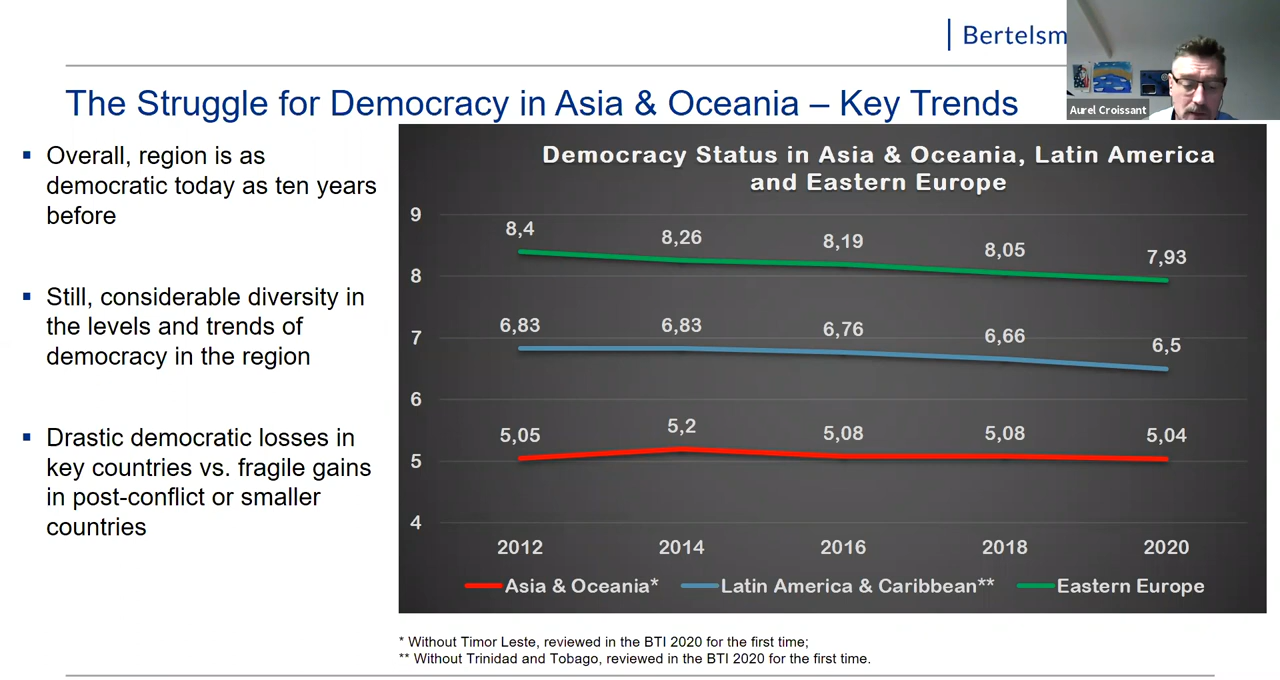 Bertelsm
Aurel Croissant
The Struggle for Democracy in Asia & Oceania – Key Trends
▪ Overall, region is as
democratic today as ten years
before
▪ Still, considerable diversity in
the levels and trends of
democracy in the region
▪ Drastic democratic losses in
key countries vs. fragile gains
in post-conflict or smaller
countries
Democracy Status in Asia & Oceania, Latin America
and Eastern Europe
9
8,4 8,26 8,19 8,05 7,93
8
6,83 6,83 6,76 6,66 6,5
7
6
5,05 5,2 5,08 5,08 5,04
5
4
2012 2014 2016 2018 2020
Asia & Oceania* Latin America & Caribbean** Eastern Europe
* Without Timor Leste, reviewed in the BTI 2020 for the first time;
** Without Trinidad and Tobago, reviewed in the BTI 2020 for the first time.